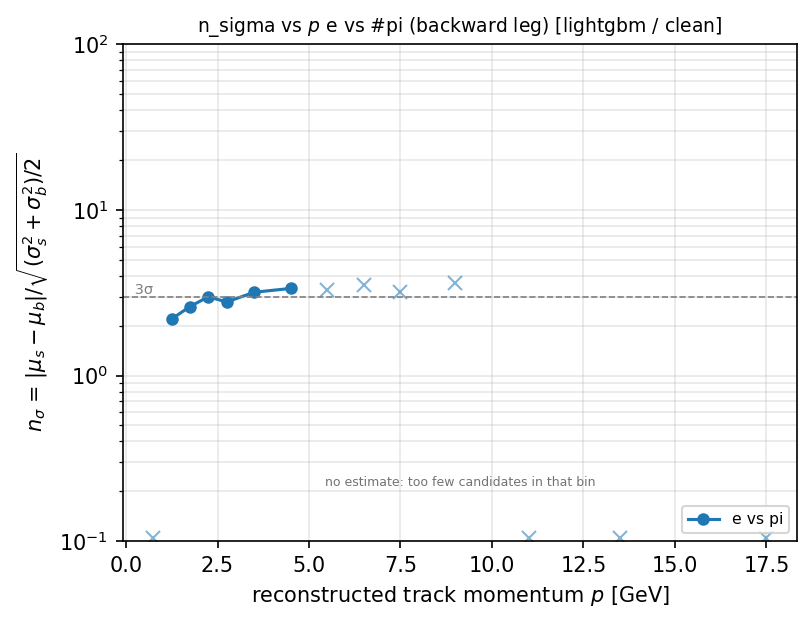 n_sigma vs p e vs #pi (backward leg) [lightgbm / clean]
10²
10¹
10⁰
10⁻¹
n_σ = |μ_s − μ_b|/√(σ_s² + σ_b²)/2
3σ
no estimate: too few candidates in that bin
e vs pi
0.0 2.5 5.0 7.5 10.0 12.5 15.0 17.5
reconstructed track momentum p [GeV]